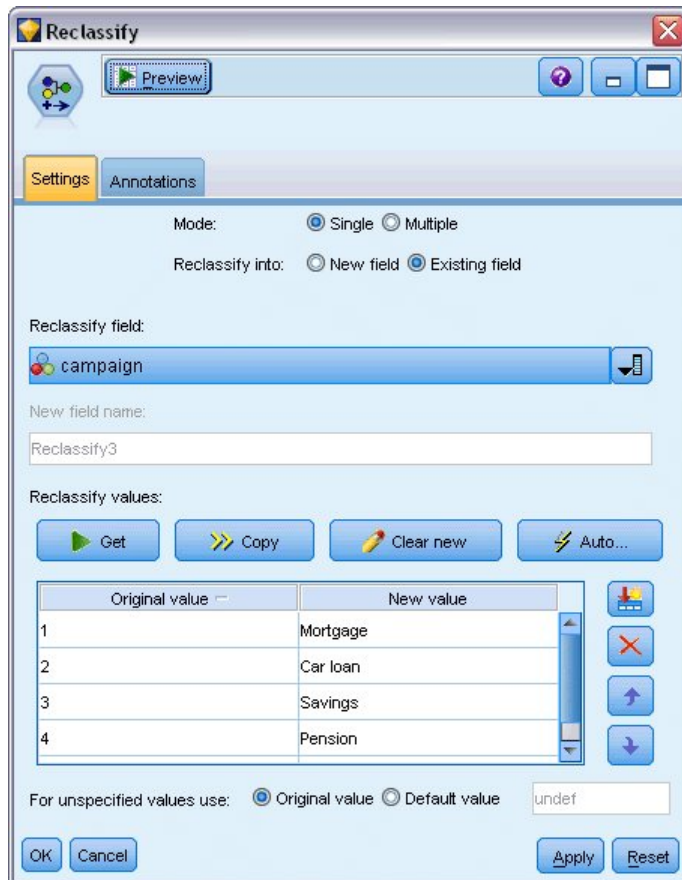 Reclassify
Preview
Settings Annotations
Mode: Single Multiple
Reclassify into: New field Existing field
Reclassify field:
campaign
New field name:
Reclassify3
Reclassify values:
Get Copy Clear new Auto...
Original value New value
1 Mortgage
2 Car loan
3 Savings
4 Pension
For unspecified values use: Original value Default value undef
OK Cancel Apply Reset